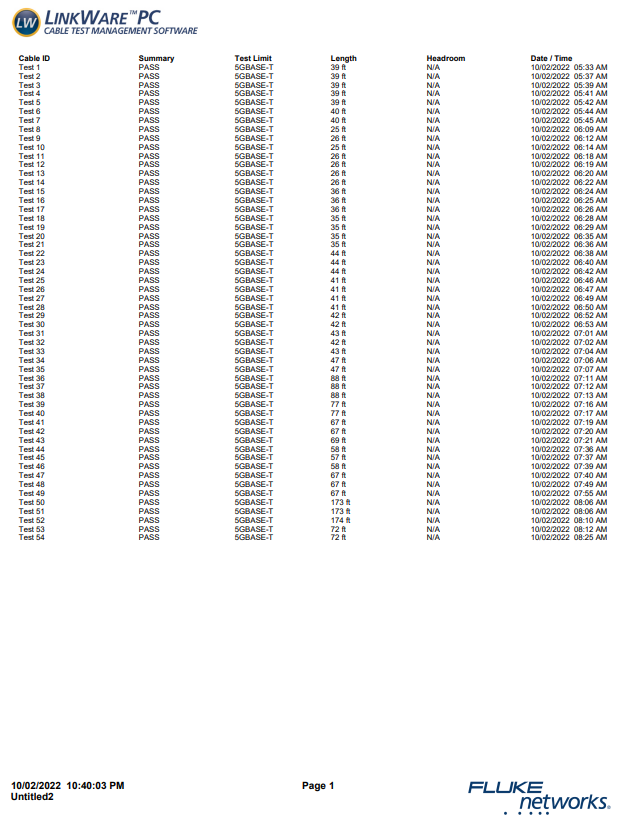 LW LINKWARE™PC
CABLE TEST MANAGEMENT SOFTWARE
Cable ID Summary Test Limit Length Headroom Date / Time
Test 1 PASS 5GBASE-T 39 ft N/A 10/02/2022 05:33 AM
Test 2 PASS 5GBASE-T 39 ft N/A 10/02/2022 05:37 AM
Test 3 PASS 5GBASE-T 39 ft N/A 10/02/2022 05:39 AM
Test 4 PASS 5GBASE-T 39 ft N/A 10/02/2022 05:41 AM
Test 5 PASS 5GBASE-T 39 ft N/A 10/02/2022 05:42 AM
Test 6 PASS 5GBASE-T 40 ft N/A 10/02/2022 05:44 AM
Test 7 PASS 5GBASE-T 40 ft N/A 10/02/2022 05:45 AM
Test 8 PASS 5GBASE-T 25 ft N/A 10/02/2022 06:09 AM
Test 9 PASS 5GBASE-T 26 ft N/A 10/02/2022 06:12 AM
Test 10 PASS 5GBASE-T 25 ft N/A 10/02/2022 06:14 AM
Test 11 PASS 5GBASE-T 26 ft N/A 10/02/2022 06:18 AM
Test 12 PASS 5GBASE-T 26 ft N/A 10/02/2022 06:19 AM
Test 13 PASS 5GBASE-T 26 ft N/A 10/02/2022 06:20 AM
Test 14 PASS 5GBASE-T 26 ft N/A 10/02/2022 06:22 AM
Test 15 PASS 5GBASE-T 36 ft N/A 10/02/2022 06:24 AM
Test 16 PASS 5GBASE-T 36 ft N/A 10/02/2022 06:25 AM
Test 17 PASS 5GBASE-T 36 ft N/A 10/02/2022 06:26 AM
Test 18 PASS 5GBASE-T 35 ft N/A 10/02/2022 06:28 AM
Test 19 PASS 5GBASE-T 35 ft N/A 10/02/2022 06:29 AM
Test 20 PASS 5GBASE-T 35 ft N/A 10/02/2022 06:35 AM
Test 21 PASS 5GBASE-T 35 ft N/A 10/02/2022 06:36 AM
Test 22 PASS 5GBASE-T 44 ft N/A 10/02/2022 06:38 AM
Test 23 PASS 5GBASE-T 44 ft N/A 10/02/2022 06:40 AM
Test 24 PASS 5GBASE-T 44 ft N/A 10/02/2022 06:42 AM
Test 25 PASS 5GBASE-T 41 ft N/A 10/02/2022 06:46 AM
Test 26 PASS 5GBASE-T 41 ft N/A 10/02/2022 06:47 AM
Test 27 PASS 5GBASE-T 41 ft N/A 10/02/2022 06:49 AM
Test 28 PASS 5GBASE-T 41 ft N/A 10/02/2022 06:50 AM
Test 29 PASS 5GBASE-T 42 ft N/A 10/02/2022 06:52 AM
Test 30 PASS 5GBASE-T 42 ft N/A 10/02/2022 06:53 AM
Test 31 PASS 5GBASE-T 43 ft N/A 10/02/2022 07:01 AM
Test 32 PASS 5GBASE-T 42 ft N/A 10/02/2022 07:02 AM
Test 33 PASS 5GBASE-T 43 ft N/A 10/02/2022 07:04 AM
Test 34 PASS 5GBASE-T 47 ft N/A 10/02/2022 07:06 AM
Test 35 PASS 5GBASE-T 47 ft N/A 10/02/2022 07:07 AM
Test 36 PASS 5GBASE-T 88 ft N/A 10/02/2022 07:11 AM
Test 37 PASS 5GBASE-T 88 ft N/A 10/02/2022 07:12 AM
Test 38 PASS 5GBASE-T 88 ft N/A 10/02/2022 07:13 AM
Test 39 PASS 5GBASE-T 77 ft N/A 10/02/2022 07:16 AM
Test 40 PASS 5GBASE-T 77 ft N/A 10/02/2022 07:17 AM
Test 41 PASS 5GBASE-T 67 ft N/A 10/02/2022 07:19 AM
Test 42 PASS 5GBASE-T 67 ft N/A 10/02/2022 07:20 AM
Test 43 PASS 5GBASE-T 69 ft N/A 10/02/2022 07:21 AM
Test 44 PASS 5GBASE-T 58 ft N/A 10/02/2022 07:36 AM
Test 45 PASS 5GBASE-T 57 ft N/A 10/02/2022 07:37 AM
Test 46 PASS 5GBASE-T 58 ft N/A 10/02/2022 07:39 AM
Test 47 PASS 5GBASE-T 67 ft N/A 10/02/2022 07:40 AM
Test 48 PASS 5GBASE-T 67 ft N/A 10/02/2022 07:49 AM
Test 49 PASS 5GBASE-T 67 ft N/A 10/02/2022 07:55 AM
Test 50 PASS 5GBASE-T 173 ft N/A 10/02/2022 08:06 AM
Test 51 PASS 5GBASE-T 173 ft N/A 10/02/2022 08:06 AM
Test 52 PASS 5GBASE-T 174 ft N/A 10/02/2022 08:10 AM
Test 53 PASS 5GBASE-T 72 ft N/A 10/02/2022 08:12 AM
Test 54 PASS 5GBASE-T 72 ft N/A 10/02/2022 08:25 AM
10/02/2022 10:40:03 PM Page 1
Untitled2
FLUKE
networks®